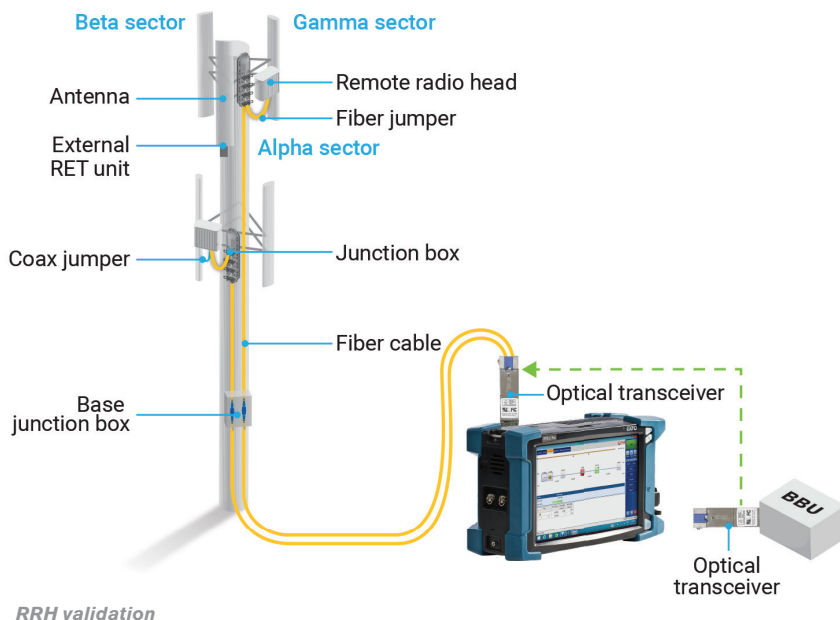 Beta sector
Gamma sector
Remote radio head
Antenna
Fiber jumper
External
RET unit
Alpha sector
Coax jumper
Junction box
Fiber cable
Optical transceiver
Base
junction box
BBU
Optical
transceiver
RRH validation